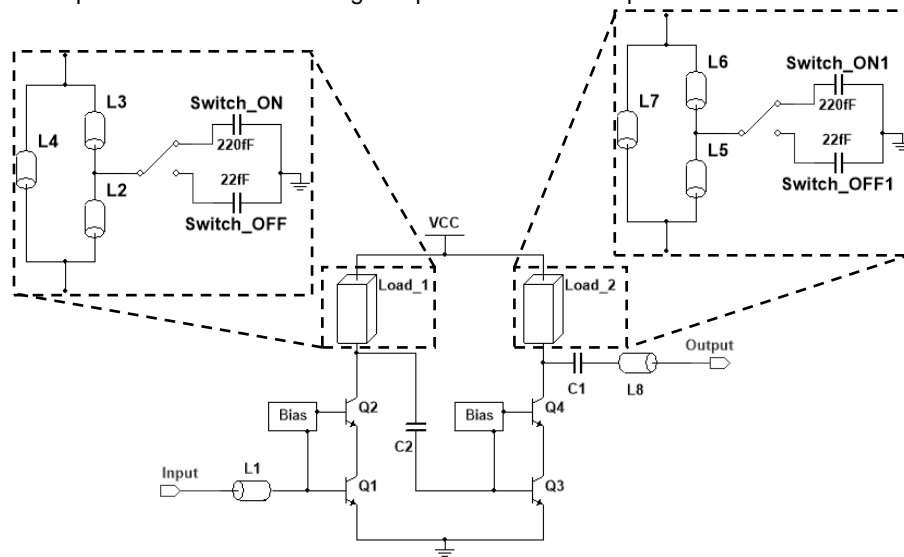 L3
Switch_ON
L4
220fF
22fF
L2
Switch_OFF
L6
Switch_ON1
L7
220fF
L5
22fF
Switch_OFF1
VCC
Load_1
Load_2
Output
C1
L8
Bias
Q2
Bias
Q4
C2
Input
L1
Q1
Q3